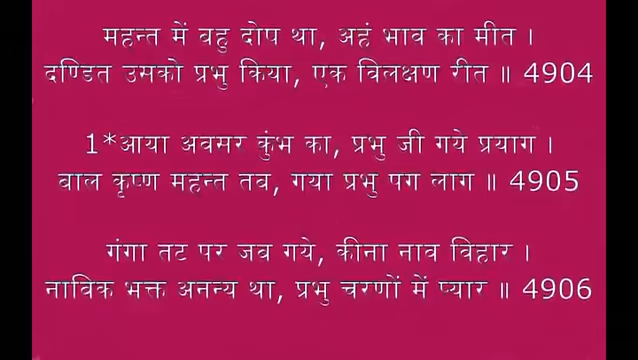 महन्त में वहु दोष था, अहं भाव का मीत ।
दण्डित उसको प्रभु किया, एक विलक्षण रीत ॥ 4904
1*आया अवसर कुंभ का, प्रभु जी गये प्रयाग ।
बाल कृष्ण महन्त तब, गया प्रभु पग लाग ॥ 4905
गंगा तट पर जब गये, कीना नाव विहार ।
नाविक भक्त अनन्य था, प्रभु चरणों में प्यार ॥ 4906